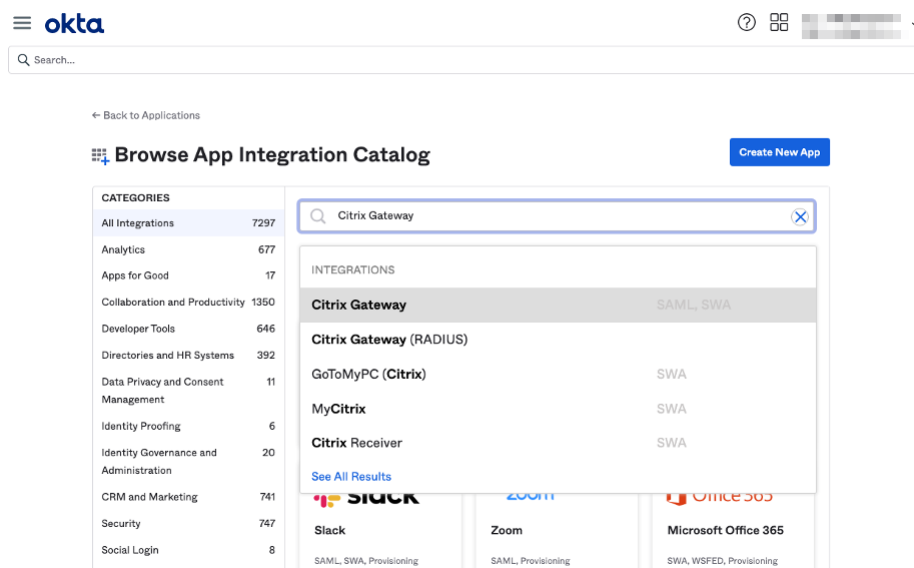 okta
Search...
← Back to Applications
Browse App Integration Catalog
Create New App
CATEGORIES
All Integrations 7297
Analytics 677
Apps for Good 17
Collaboration and Productivity 1350
Developer Tools 646
Directories and HR Systems 392
Data Privacy and Consent
Management 11
Identity Proofing 6
Identity Governance and
Administration 20
CRM and Marketing 741
Security 747
Social Login 8
Citrix Gateway
INTEGRATIONS
Citrix Gateway SAML, SWA
Citrix Gateway (RADIUS)
GoToMyPC (Citrix) SWA
MyCitrix SWA
Citrix Receiver SWA
See All Results
slack zoom Office 365
Slack Zoom Microsoft Office 365
SAML, SWA, Provisioning SAML, Provisioning SWA, WSFED, Provisioning